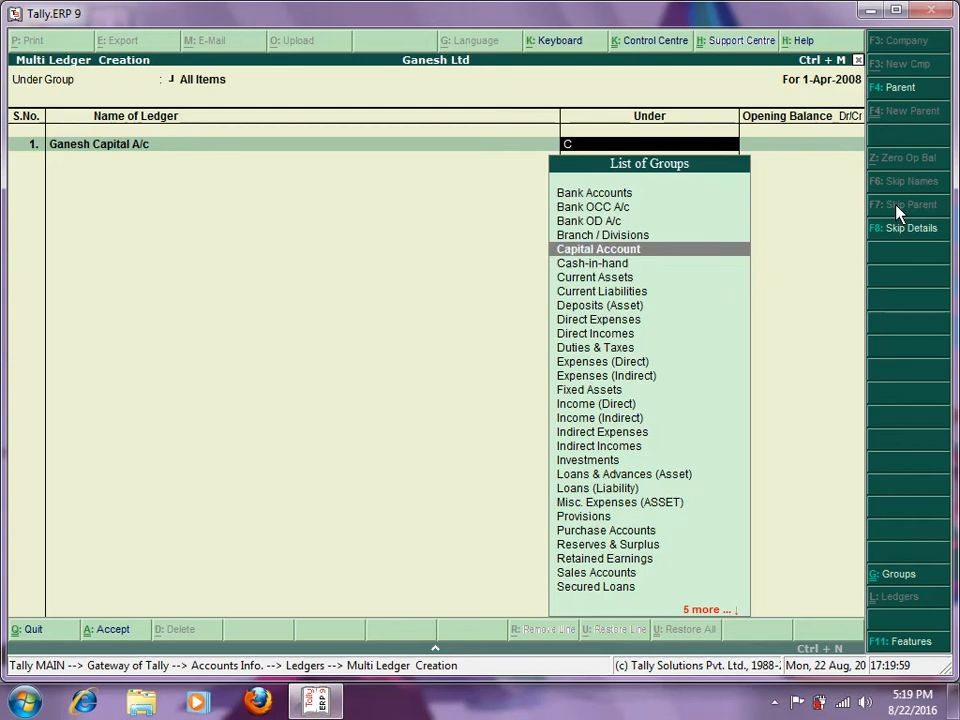 Tally.ERP 9
P: Print E: Export M: E-Mail O: Upload G: Language K: Keyboard K: Control Centre H: Support Centre H: Help F3: Company
Multi Ledger Creation Ganesh Ltd Ctrl + M
F3: New Cmp
Under Group : ┘ All Items For 1-Apr-2008
F4: Parent
F4: New Parent
S.No. Name of Ledger Under Opening Balance Dr/Cr
1. Ganesh Capital A/c C
Z: Zero Op Bal
F6: Skip Names
F7: Skip Parent
F8: Skip Details
List of Groups
Bank Accounts
Bank OCC A/c
Bank OD A/c
Branch / Divisions
Capital Account
Cash-in-hand
Current Assets
Current Liabilities
Deposits (Asset)
Direct Expenses
Direct Incomes
Duties & Taxes
Expenses (Direct)
Expenses (Indirect)
Fixed Assets
Income (Direct)
Income (Indirect)
Indirect Expenses
Indirect Incomes
Investments
Loans & Advances (Asset)
Loans (Liability)
Misc. Expenses (ASSET)
Provisions
Purchase Accounts
Reserves & Surplus
Retained Earnings
Sales Accounts
Secured Loans
5 more ... ↓
G: Groups
L: Ledgers
F11: Features
Q: Quit A: Accept D: Delete R: Remove Line U: Restore Line U: Restore All
Ctrl + N
Tally MAIN --> Gateway of Tally --> Accounts Info. --> Ledgers --> Multi Ledger Creation (c) Tally Solutions Pvt. Ltd., 1988-2 Mon, 22 Aug, 20 17:19:59
5:19 PM
8/22/2016